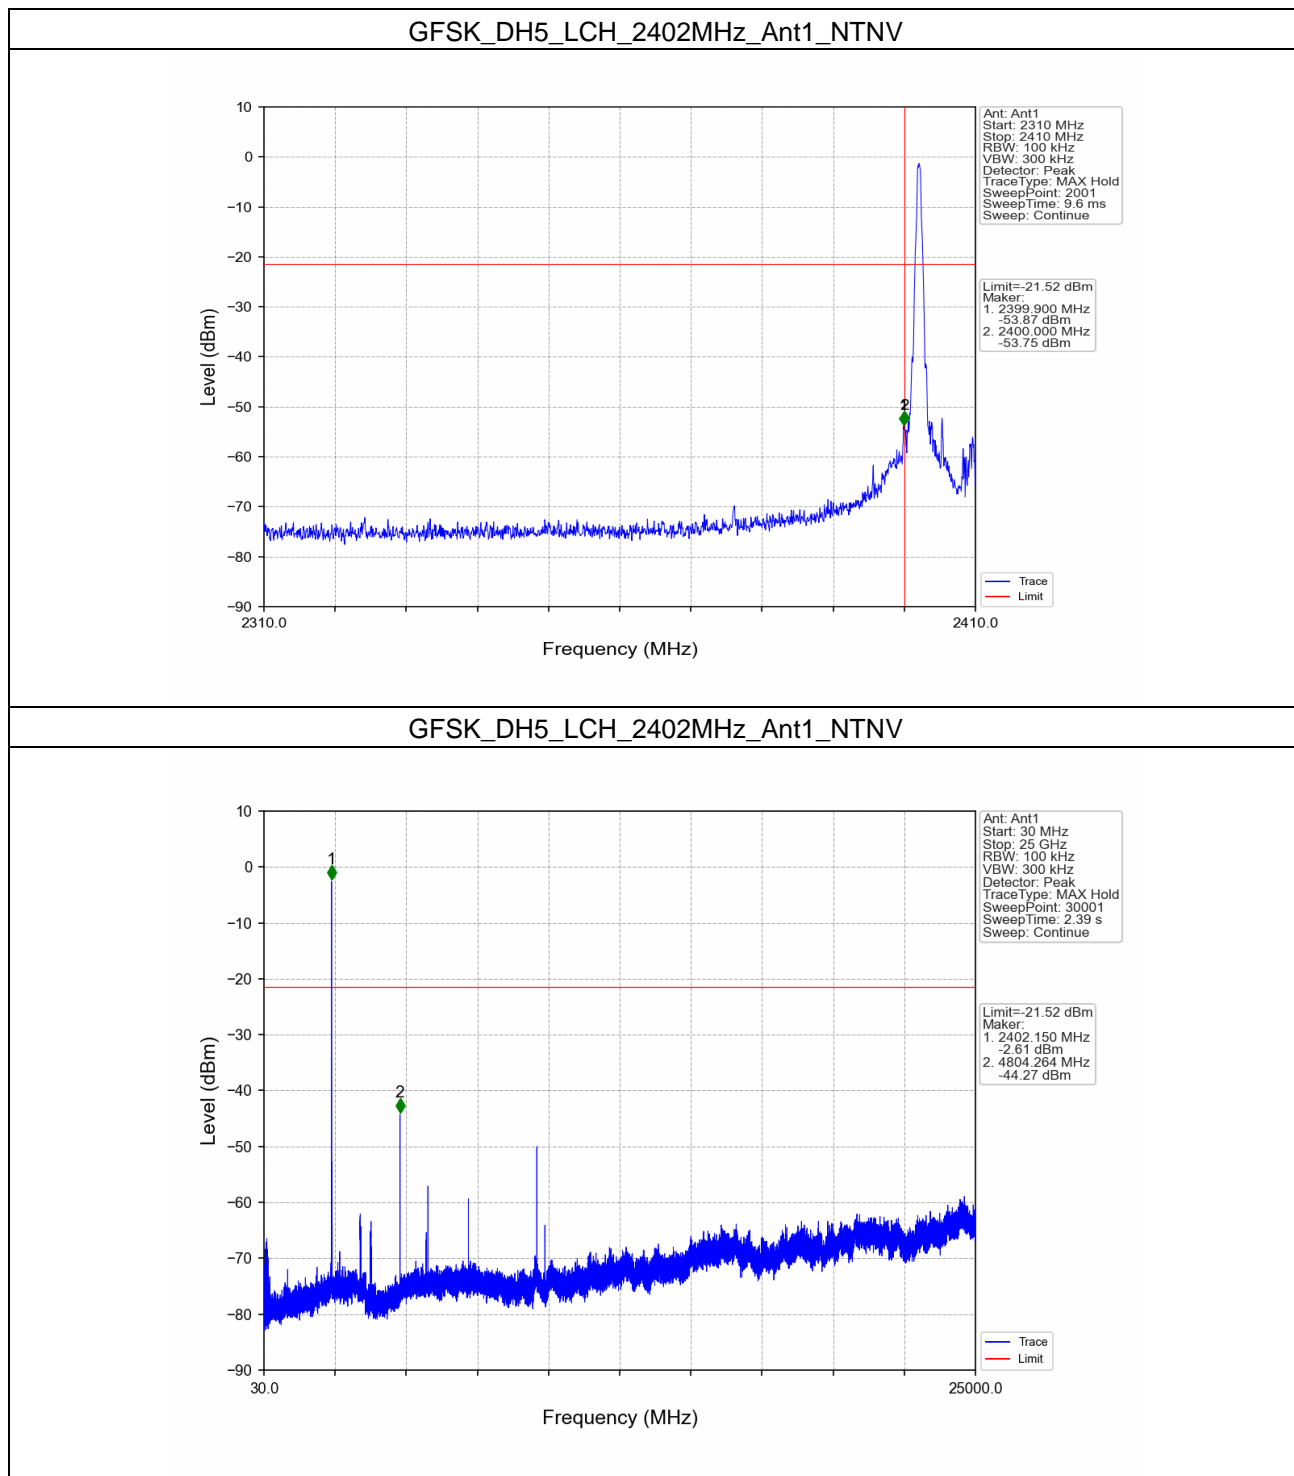 GFSK_DH5_LCH_2402MHz_Ant1_NTNV
10
0
−10
−20
−30
−40
−50
−60
−70
−80
−90
Level (dBm)
2310.0
2410.0
Frequency (MHz)
1
2
Ant: Ant1
Start: 2310 MHz
Stop: 2410 MHz
RBW: 100 kHz
VBW: 300 kHz
Detector: Peak
TraceType: MAX Hold
SweepPoint: 2001
SweepTime: 9.6 ms
Sweep: Continue
Limit=-21.52 dBm
Maker:
1. 2399.900 MHz
-53.87 dBm
2. 2400.000 MHz
-53.75 dBm
Trace
Limit
GFSK_DH5_LCH_2402MHz_Ant1_NTNV
10
0
−10
−20
−30
−40
−50
−60
−70
−80
−90
Level (dBm)
30.0
25000.0
Frequency (MHz)
1
2
Ant: Ant1
Start: 30 MHz
Stop: 25 GHz
RBW: 100 kHz
VBW: 300 kHz
Detector: Peak
TraceType: MAX Hold
SweepPoint: 30001
SweepTime: 2.39 s
Sweep: Continue
Limit=-21.52 dBm
Maker:
1. 2402.150 MHz
-2.61 dBm
2. 4804.264 MHz
-44.27 dBm
Trace
Limit